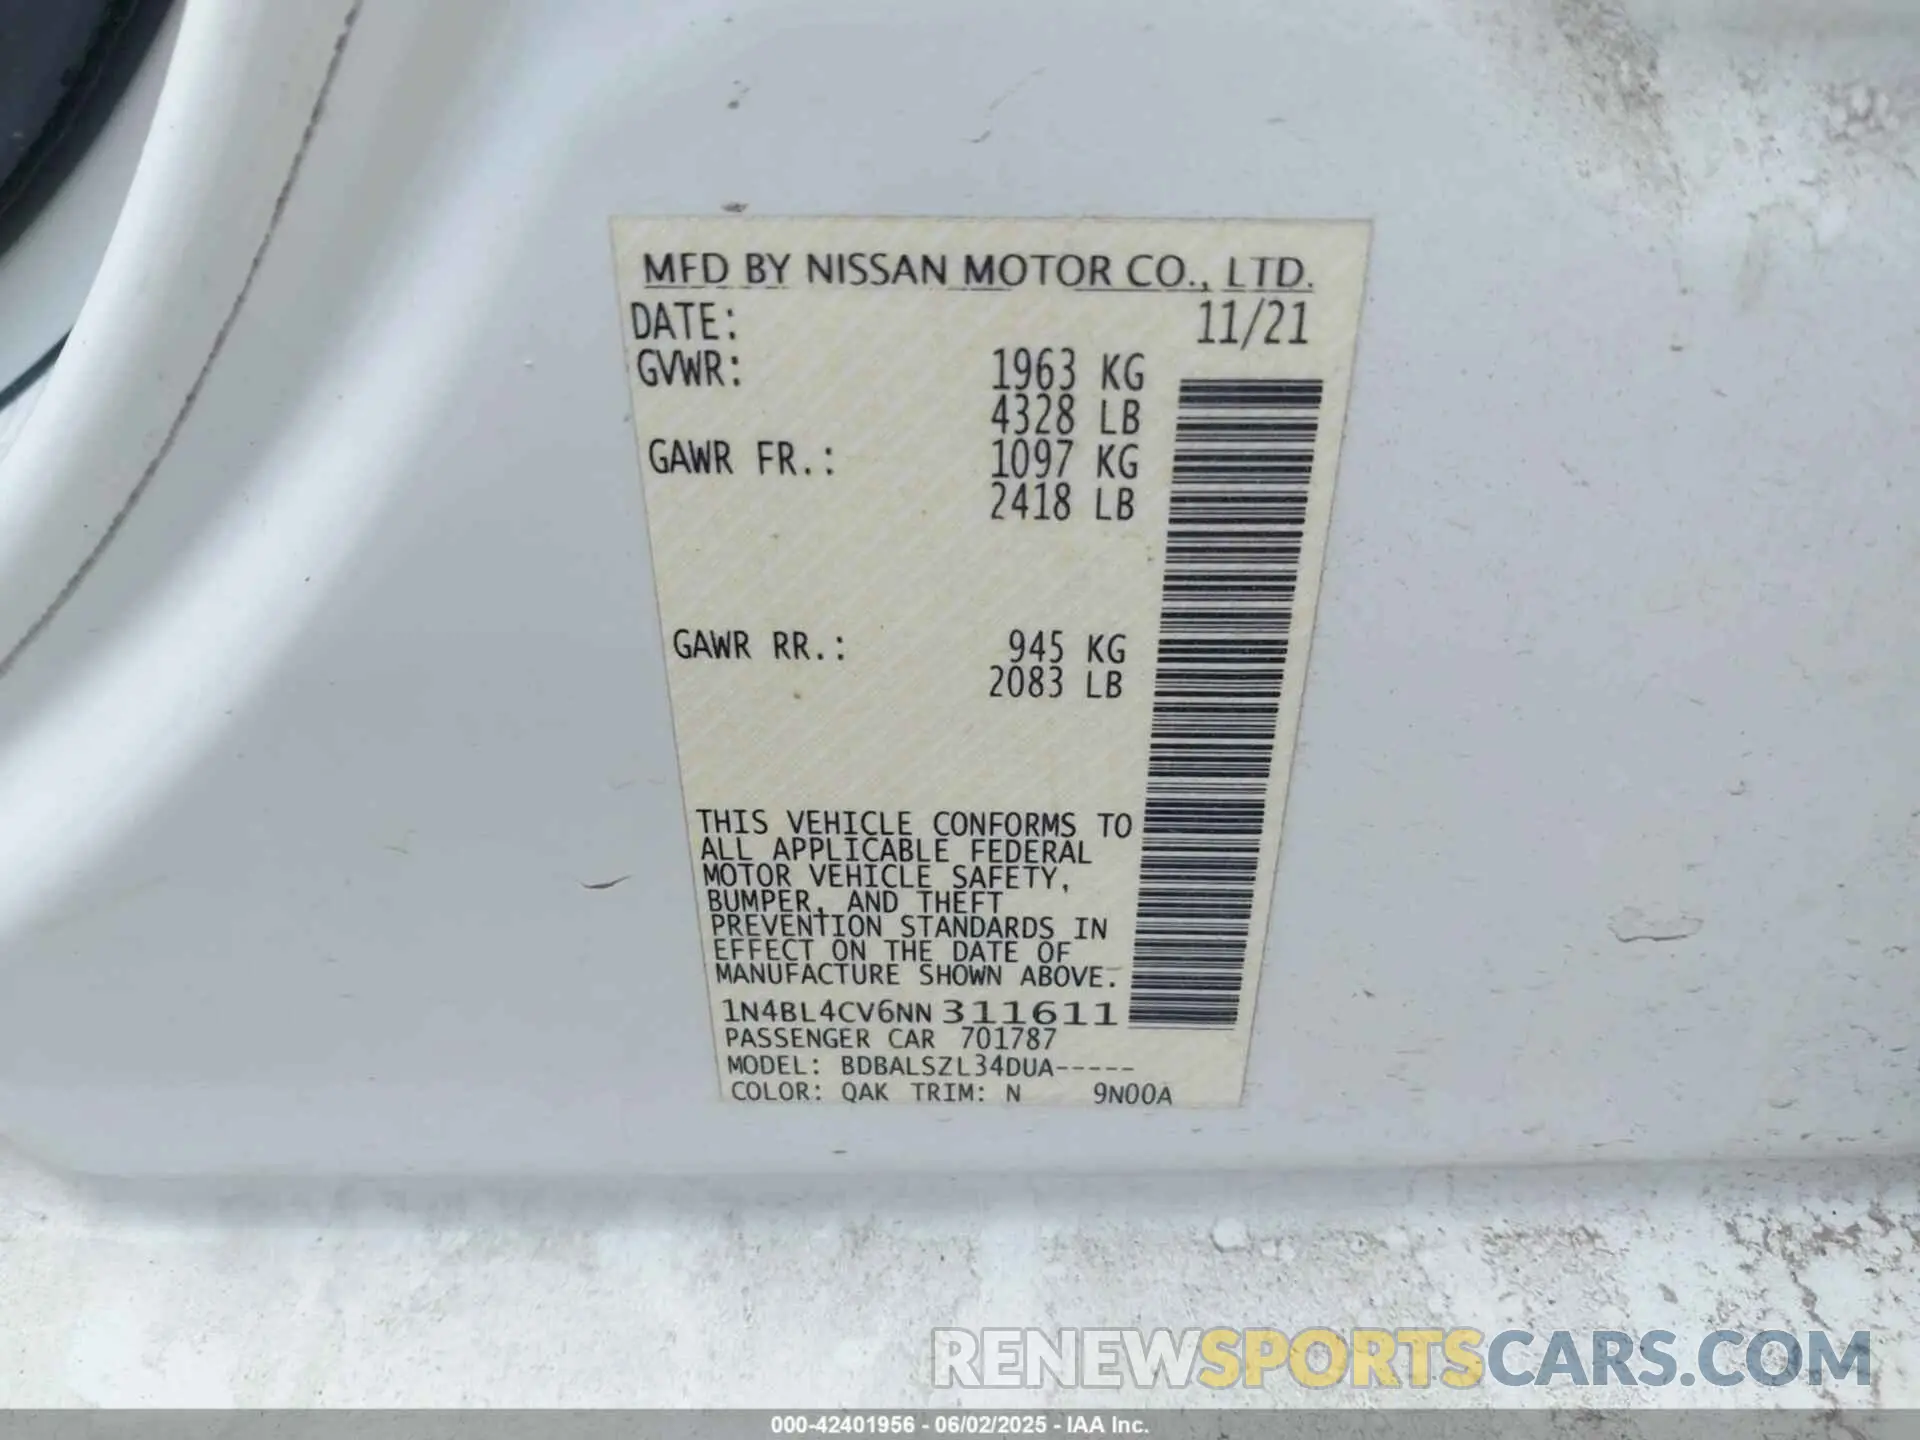 MFD BY NISSAN MOTOR CO., LTD.
DATE: 11/21
GVWR: 1963 KG
4328 LB
GAWR FR.: 1097 KG
2418 LB
GAWR RR.: 945 KG
2083 LB
THIS VEHICLE CONFORMS TO
ALL APPLICABLE FEDERAL
MOTOR VEHICLE SAFETY,
BUMPER, AND THEFT
PREVENTION STANDARDS IN
EFFECT ON THE DATE OF
MANUFACTURE SHOWN ABOVE.
1N4BL4CV6NN311611
PASSENGER CAR 701787
MODEL: BDBALSZL34DUA-----
COLOR: QAK TRIM: N 9N00A
RENEWSPORTSCARS.COM
000-42401956 - 06/02/2025 - IAA Inc.